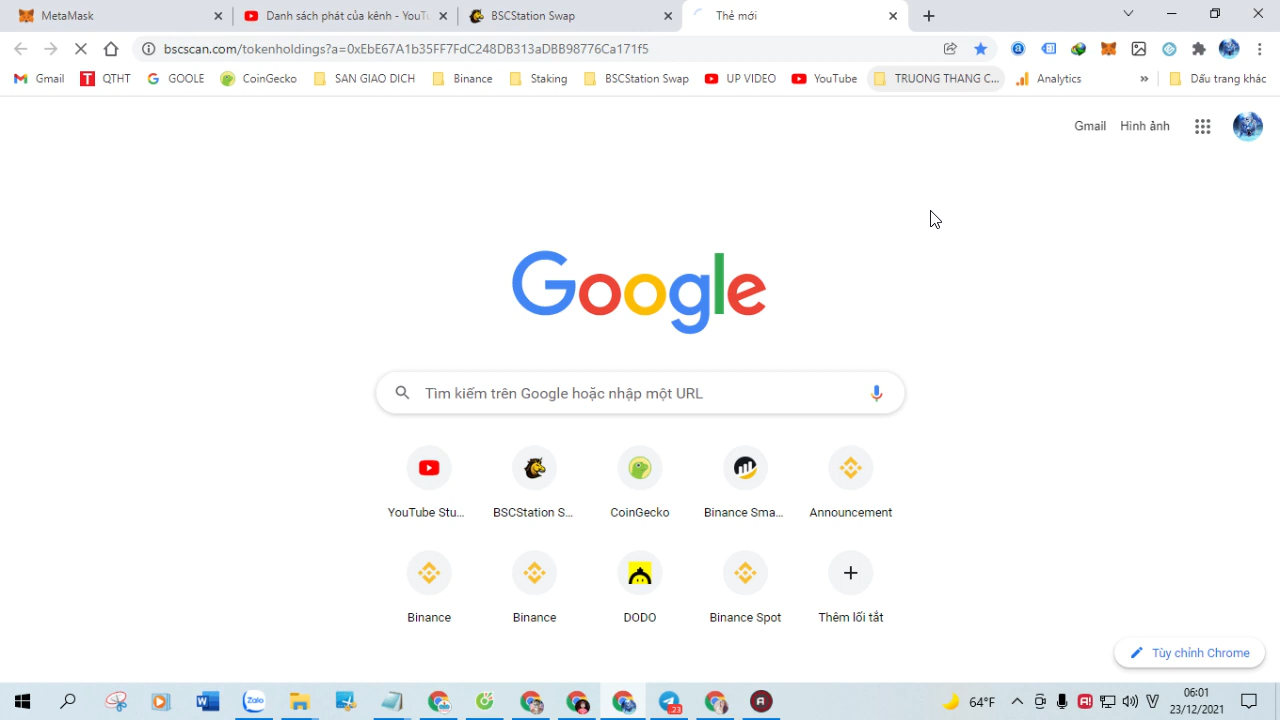 MetaMask
Danh sách phát của kênh - YouT
BSCStation Swap
Thẻ mới
bscscan.com/tokenholdings?a=0xEbE67A1b35FF7FdC248DB313aDBB98776Ca171f5
Gmail
QTHT
GOOLE
CoinGecko
SAN GIAO DICH
Binance
Staking
BSCStation Swap
UP VIDEO
YouTube
TRUONG THANG C...
Analytics
»
Dấu trang khác
Gmail
Hình ảnh
Google
Tìm kiếm trên Google hoặc nhập một URL
YouTube Stu...
BSCStation S...
CoinGecko
Binance Sma...
Announcement
Binance
Binance
DODO
Binance Spot
Thêm lối tắt
Tùy chỉnh Chrome
Zalo
23
64°F
06:01
23/12/2021